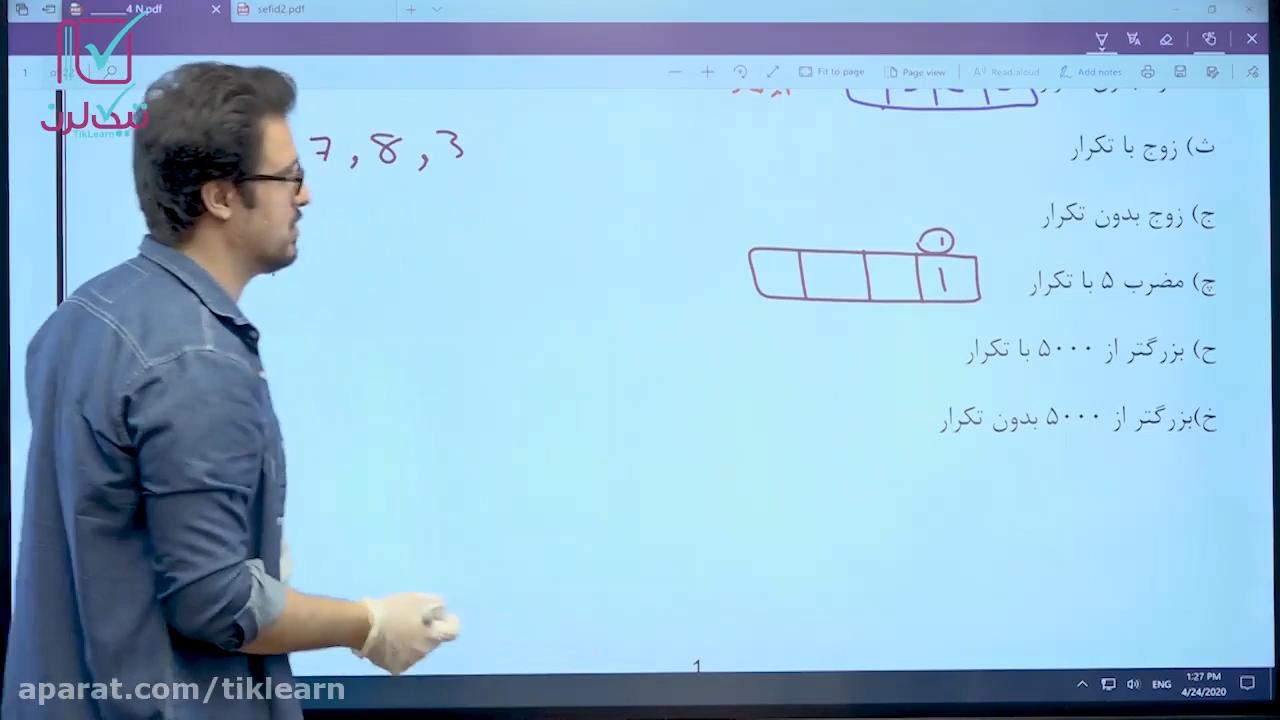 4 N.pdf
sefid2.pdf
1
Fit to page
Page view
Read aloud
Add notes
تیک لرن
TikLearn
7 , 8 , 3
ث) زوج با تکرار
ج) زوج بدون تکرار
۱
چ) مضرب ۵ با تکرار
۱
ح) بزرگتر از ۵۰۰۰ با تکرار
خ)بزرگتر از ۵۰۰۰ بدون تکرار
1
ENG
1:27 PM
4/24/2020
aparat.com/tiklearn